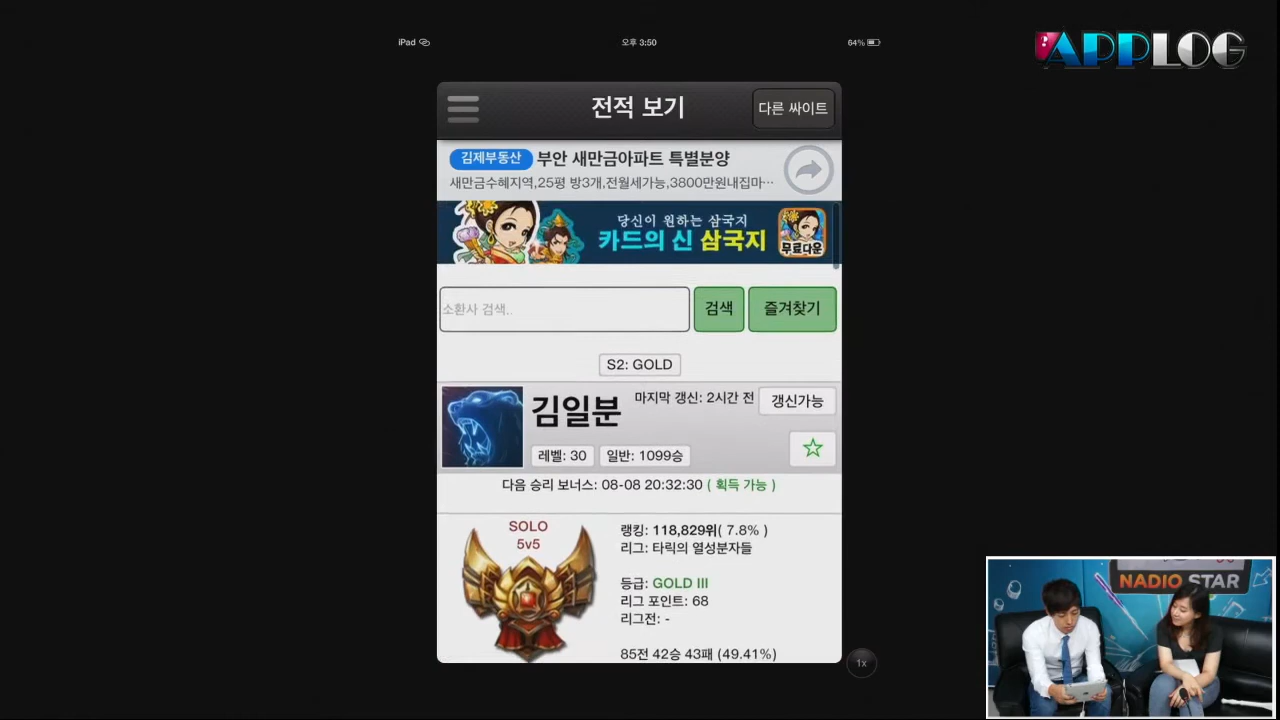 iPad
오후 3:50
64%
?APPLOG
전적 보기
다른 싸이트
김제부동산 부안 새만금아파트 특별분양
새만금수혜지역,25평 방3개,전월세가능,3800만원내집마···
당신이 원하는 삼국지
카드의 신 삼국지
무료다운
소환사 검색..
검색
즐겨찾기
S2: GOLD
김일분
마지막 갱신: 2시간 전
갱신가능
레벨: 30
일반: 1099승
다음 승리 보너스: 08-08 20:32:30 ( 획득 가능 )
SOLO
5v5
랭킹: 118,829위( 7.8% )
리그: 타릭의 열성분자들
등급: GOLD III
리그 포인트: 68
리그전: -
85전 42승 43패 (49.41%)
1x
NADIO STAR